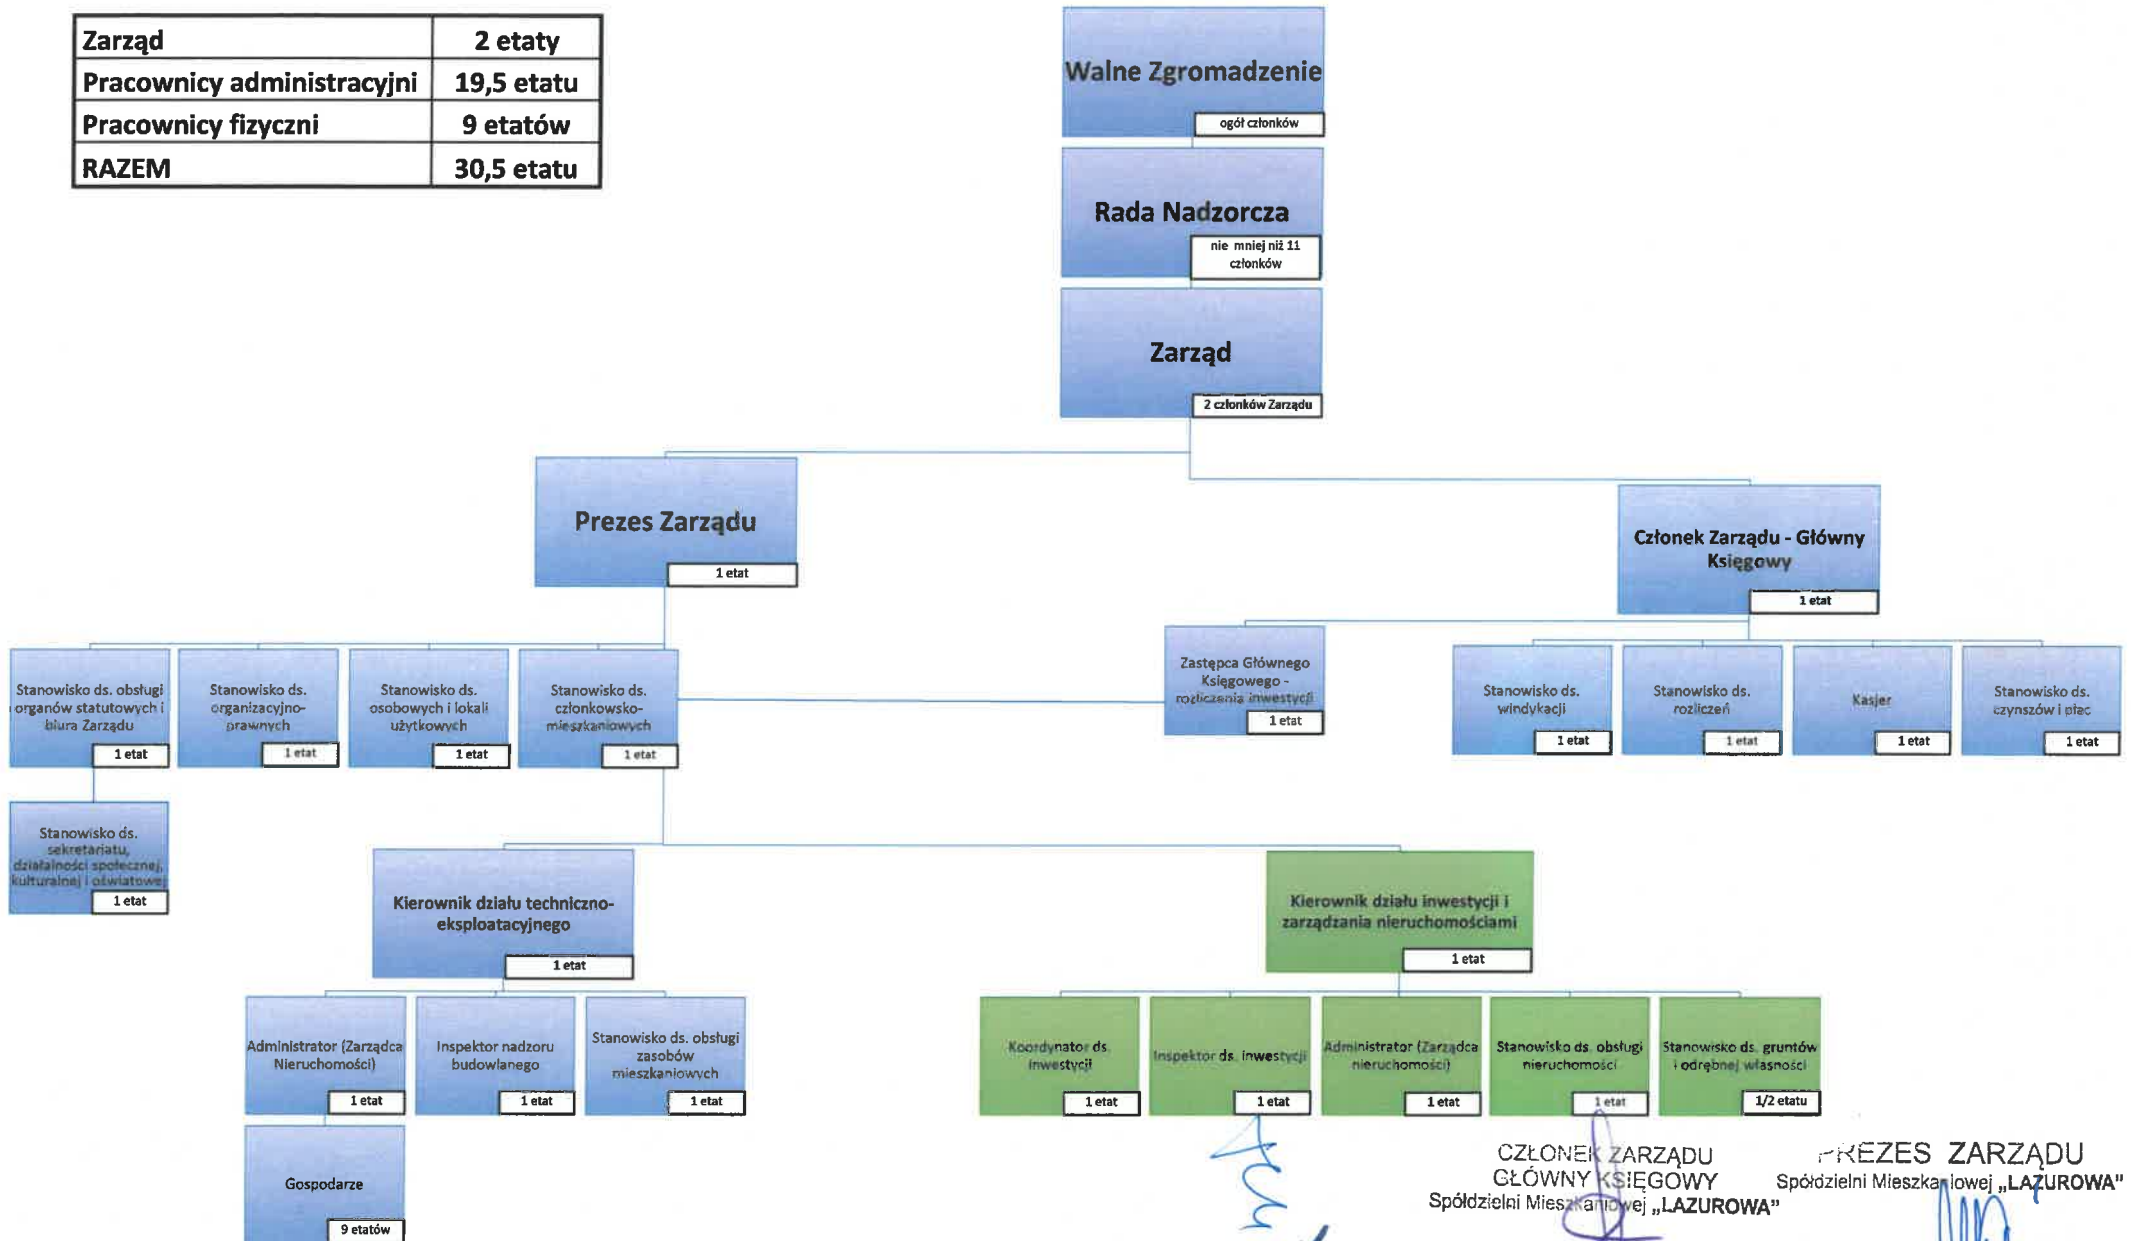 Zarząd 2 etaty
Pracownicy administracyjni 19,5 etatu
Pracownicy fizyczni 9 etatów
RAZEM 30,5 etatu
Walne Zgromadzenie
ogół członków
Rada Nadzorcza
nie mniej niż 11
członków
Zarząd
2 członków Zarządu
Prezes Zarządu
1 etat
Członek Zarządu - Główny
Księgowy
1 etat
Stanowisko ds. obsługi
organów statutowych i
biura Zarządu
1 etat
Stanowisko ds.
organizacyjno-
prawnych
1 etat
Stanowisko ds.
osobowych i lokali
użytkowych
1 etat
Stanowisko ds.
członkowsko-
mieszkaniowych
1 etat
Zastępca Głównego
Księgowego -
rozliczenia inwestycji
1 etat
Stanowisko ds.
windykacji
1 etat
Stanowisko ds.
rozliczeń
1 etat
Kasjer
1 etat
Stanowisko ds.
czynszów i płac
1 etat
Stanowisko ds.
sekretariatu,
działalności społecznej,
kulturalnej i oświatowej
1 etat
Kierownik działu techniczno-
eksploatacyjnego
1 etat
Kierownik działu inwestycji i
zarządzania nieruchomościami
1 etat
Administrator (Zarządca
Nieruchomości)
1 etat
Inspektor nadzoru
budowlanego
1 etat
Stanowisko ds. obsługi
zasobów
mieszkaniowych
1 etat
Koordynator ds.
inwestycji
1 etat
Inspektor ds. inwestycji
1 etat
Administrator (Zarządca
nieruchomości)
1 etat
Stanowisko ds. obsługi
nieruchomości
1 etat
Stanowisko ds. gruntów
i odrębnej własności
1/2 etatu
Gospodarze
9 etatów
CZŁONEK ZARZĄDU
GŁÓWNY KSIĘGOWY
Spółdzielni Mieszkaniowej „LAZUROWA"
PREZES ZARZĄDU
Spółdzielni Mieszkaniowej „LAZUROWA"